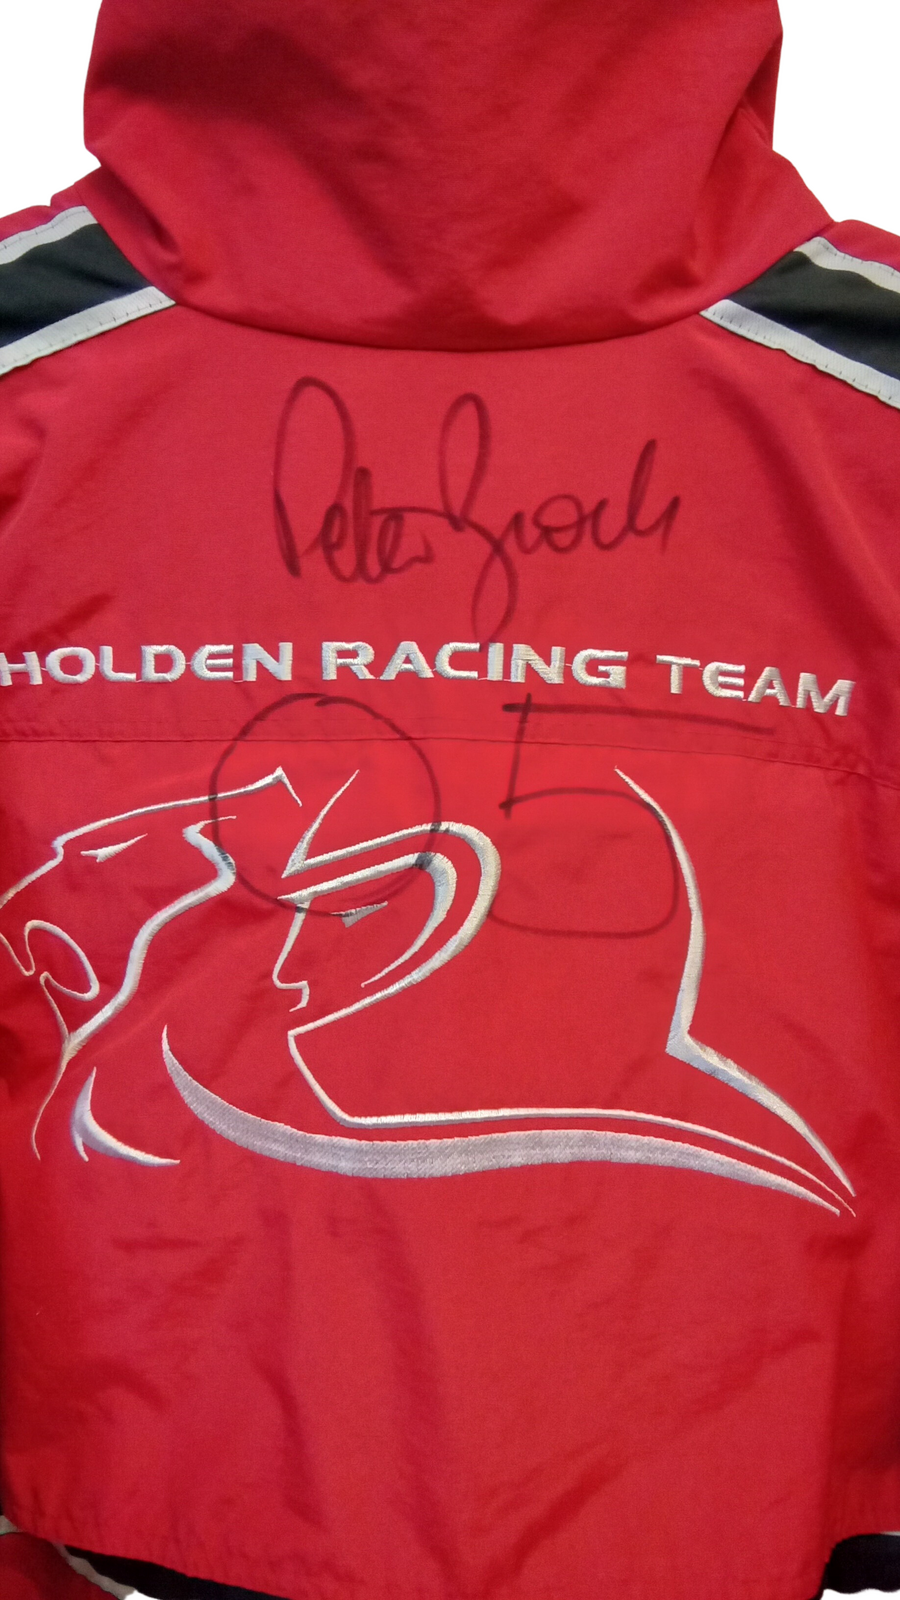 Peter Brock
HOLDEN RACING TEAM
05